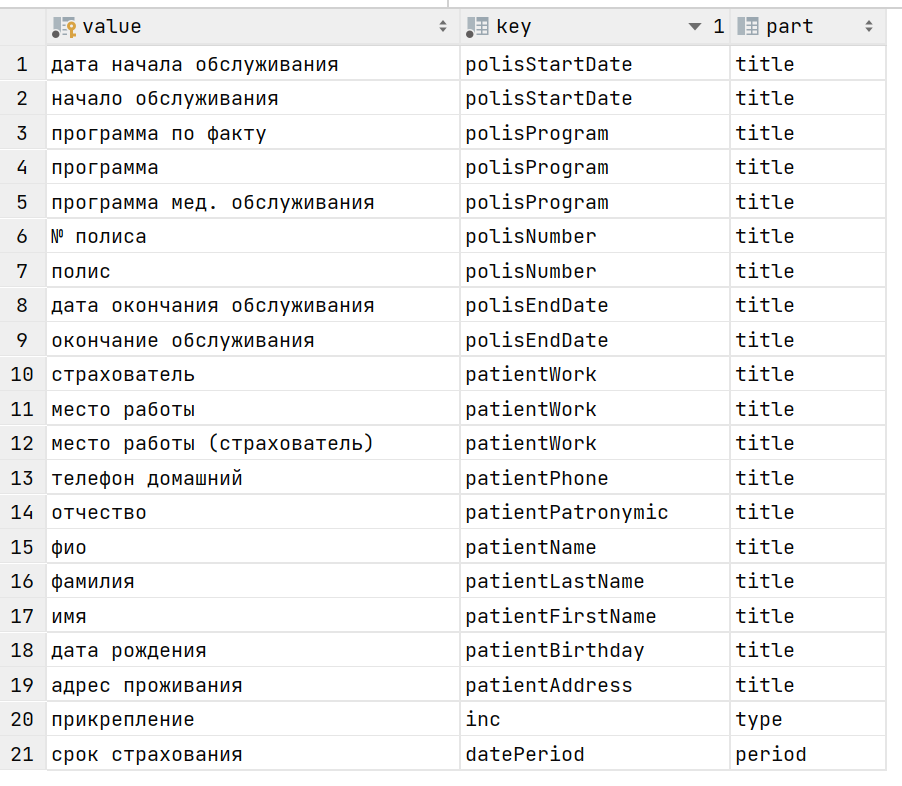 value key 1 part
1 дата начала обслуживания polisStartDate title
2 начало обслуживания polisStartDate title
3 программа по факту polisProgram title
4 программа polisProgram title
5 программа мед. обслуживания polisProgram title
6 № полиса polisNumber title
7 полис polisNumber title
8 дата окончания обслуживания polisEndDate title
9 окончание обслуживания polisEndDate title
10 страхователь patientWork title
11 место работы patientWork title
12 место работы (страхователь) patientWork title
13 телефон домашний patientPhone title
14 отчество patientPatronymic title
15 фио patientName title
16 фамилия patientLastName title
17 имя patientFirstName title
18 дата рождения patientBirthday title
19 адрес проживания patientAddress title
20 прикрепление inc type
21 срок страхования datePeriod period